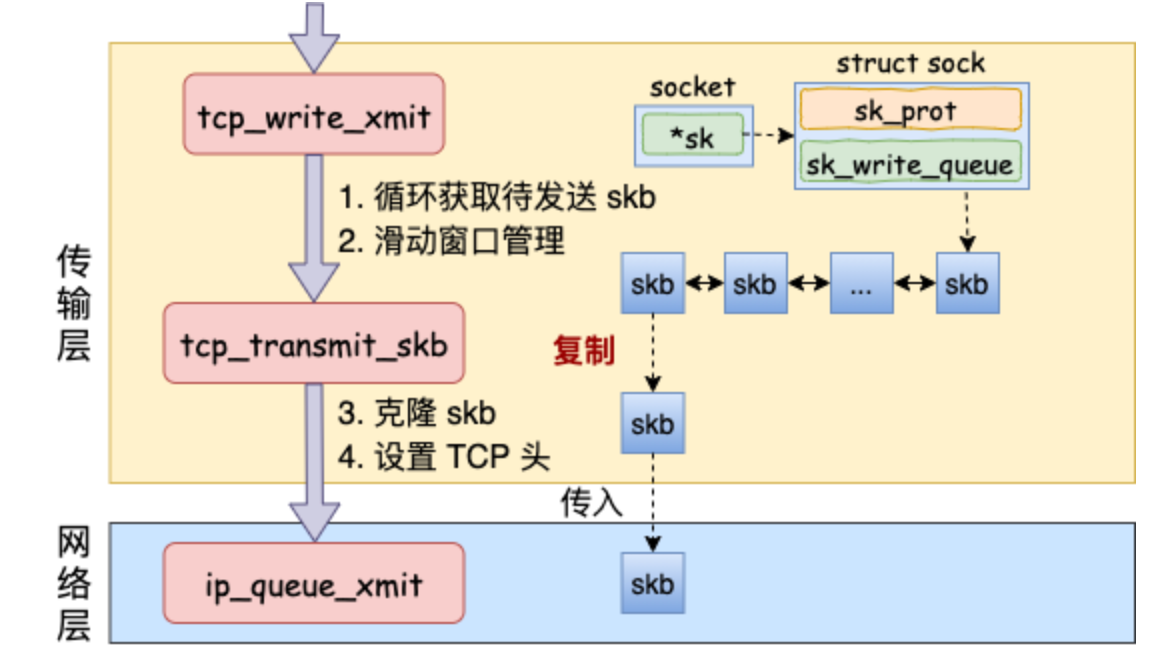 传输层
tcp_write_xmit
1. 循环获取待发送 skb
2. 滑动窗口管理
tcp_transmit_skb
3. 克隆 skb
4. 设置 TCP 头
socket
*sk
struct sock
sk_prot
sk_write_queue
skb
skb
...
skb
复制
skb
传入
网络层
ip_queue_xmit
skb